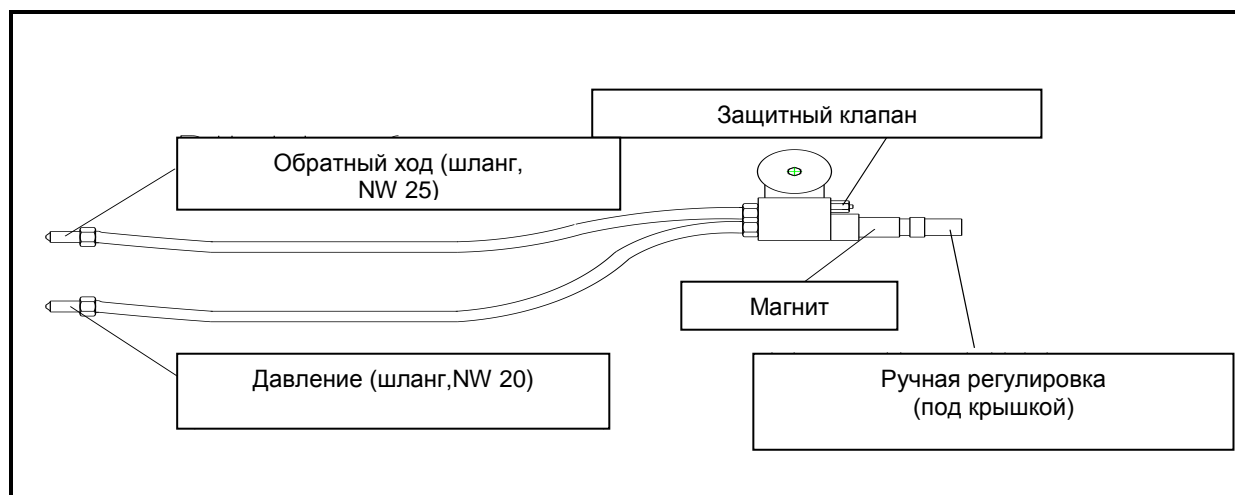 Защитный клапан
Обратный ход (шланг,
NW 25)
Магнит
Давление (шланг,NW 20)
Ручная регулировка
(под крышкой)